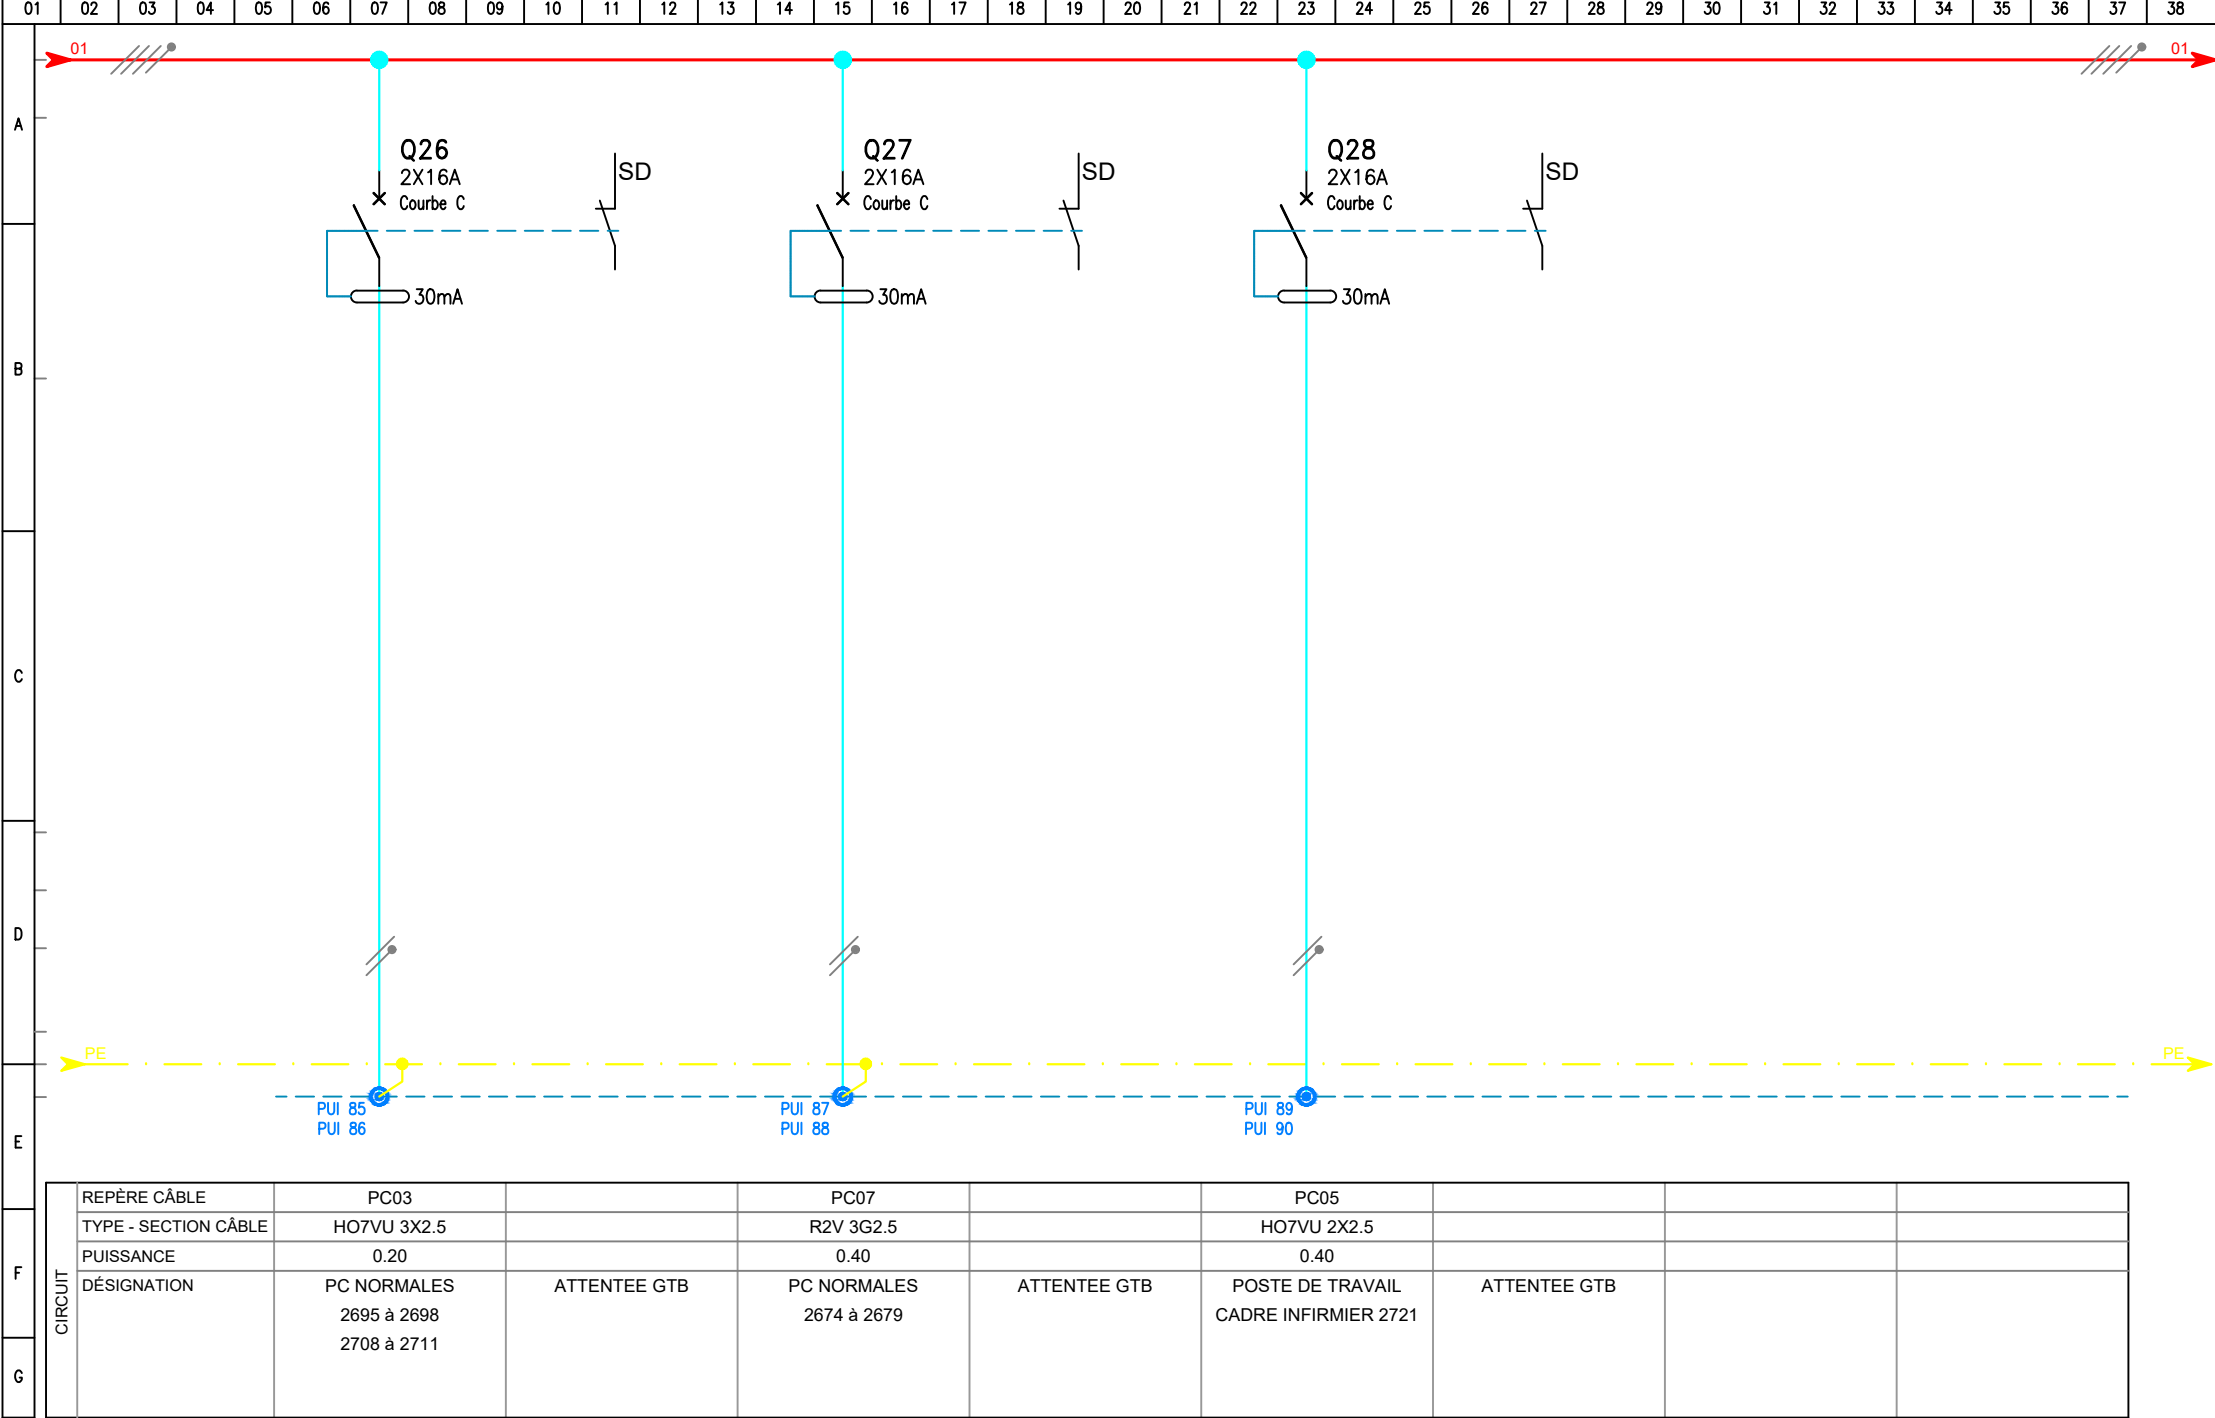 01 02 03 04 05 06 07 08 09 10 11 12 13 14 15 16 17 18 19 20 21 22 23 24 25 26 27 28 29 30 31 32 33 34 35 36 37 38
01 01
A
Q26 SD Q27 SD Q28 SD
2X16A 2X16A 2X16A
Courbe C Courbe C Courbe C
30mA 30mA 30mA
B
C
D
PE PE
PUI 85 PUI 87 PUI 89
PUI 86 PUI 88 PUI 90
E
REPÈRE CÂBLE PC03 PC07 PC05
TYPE - SECTION CÂBLE HO7VU 3X2.5 R2V 3G2.5 HO7VU 2X2.5
PUISSANCE 0.20 0.40 0.40
F
CIRCUIT
DÉSIGNATION PC NORMALES ATTENTEE GTB PC NORMALES ATTENTEE GTB POSTE DE TRAVAIL ATTENTEE GTB
2695 à 2698 2674 à 2679 CADRE INFIRMIER 2721
2708 à 2711
G